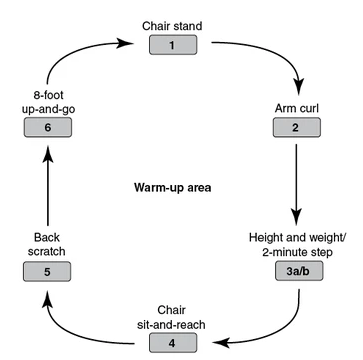 Chair stand
1
Arm curl
2
Height and weight/
2-minute step
3a/b
Chair
sit-and-reach
4
Back
scratch
5
8-foot
up-and-go
6
Warm-up area